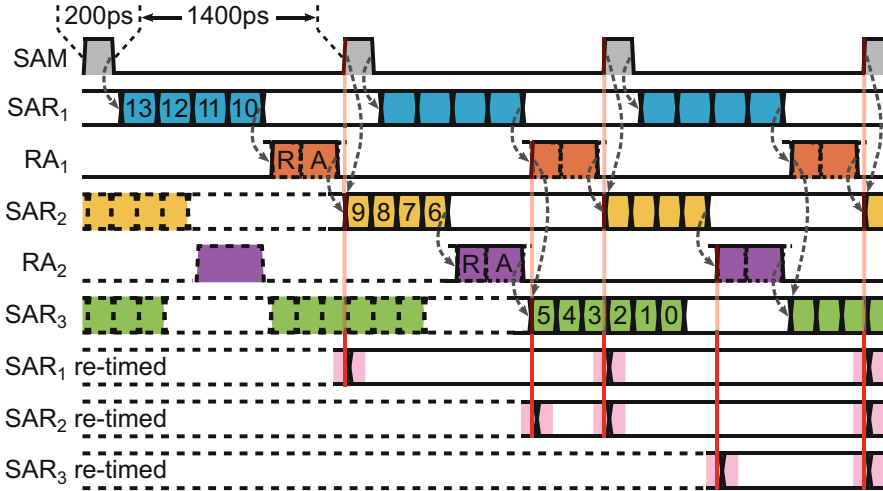 200ps 1400ps
SAM
SAR₁ 13 12 11 10
RA₁ R A
SAR₂ 9 8 7 6
RA₂ R A
SAR₃ 5 4 3 2 1 0
SAR₁ re-timed
SAR₂ re-timed
SAR₃ re-timed